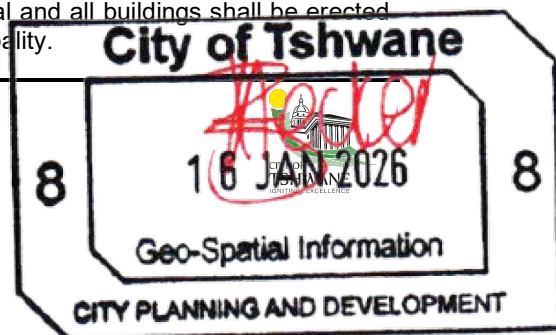 al and all buildings shall be erected
pality.
City of Tshwane
8
16 JAN 2026
8
CITY OF
TSHWANE
IGNITING EXCELLENCE
Geo-Spatial Information
CITY PLANNING AND DEVELOPMENT